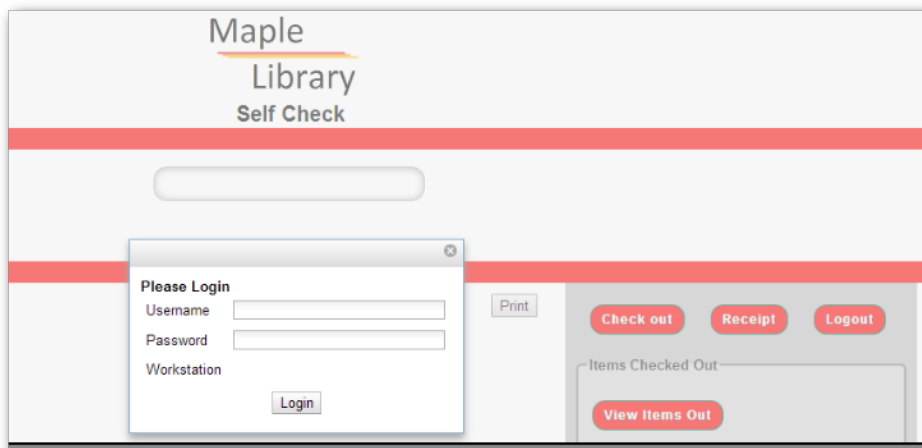 Maple
Library
Self Check
Please Login
Username
Password
Workstation
Login
Print
Check out
Receipt
Logout
Items Checked Out
View Items Out